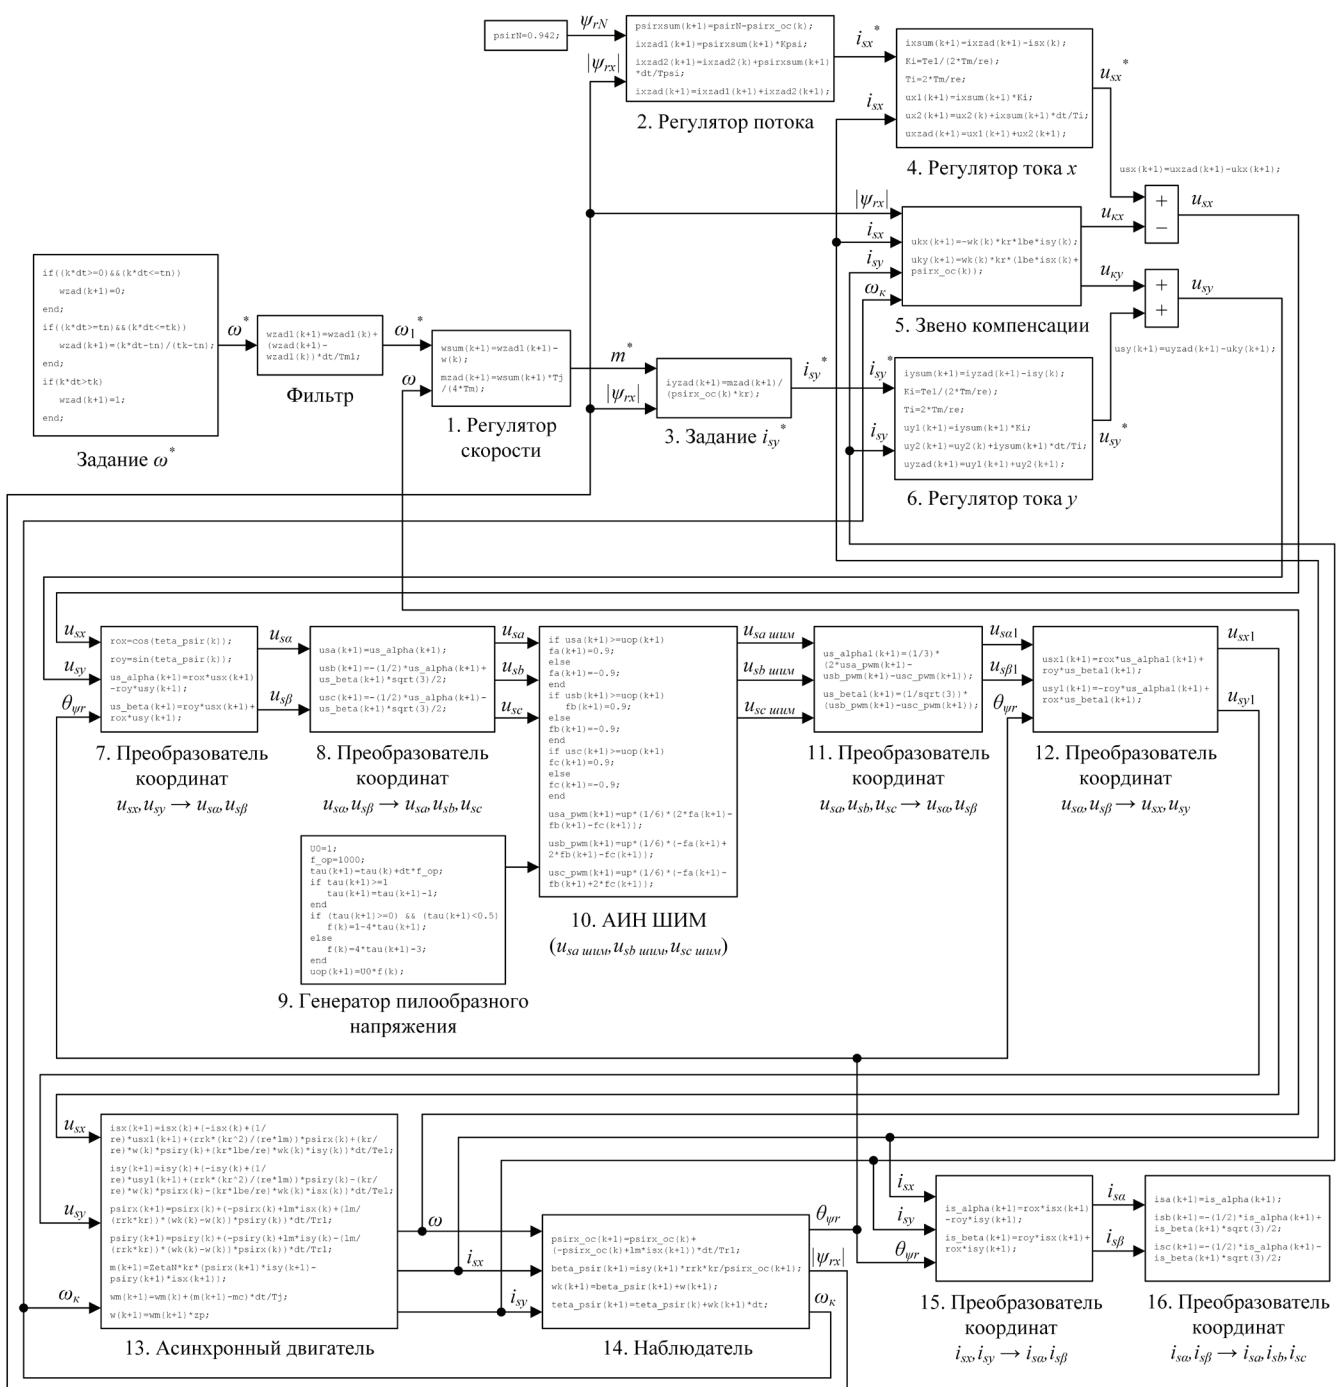 psirN=0.942;
ψrN
|ψrx|
psirxsum(k+1)=psirN-psirx_oc(k);
ixzad1(k+1)=psirxsum(k+1)*Kpsi;
ixzad2(k+1)=ixzad2(k)+psirxsum(k+1)
*dt/Tpsi;
ixzad(k+1)=ixzad1(k+1)+ixzad2(k+1);
2. Регулятор потока
isx*
isx
ixsum(k+1)=ixzad(k+1)-isx(k);
Ki=Te1/(2*Tm/re);
Ti=2*Tm/re;
ux1(k+1)=ixsum(k+1)*Ki;
ux2(k+1)=ux2(k)+ixsum(k+1)*dt/Ti;
uxzad(k+1)=ux1(k+1)+ux2(k+1);
4. Регулятор тока x
usx*
usx(k+1)=uxzad(k+1)-ukx(k+1);
+
−
usx
|ψrx|
isx
isy
ωк
ukx(k+1)=-wk(k)*kr*lbe*isy(k);
uky(k+1)=wk(k)*kr*(lbe*isx(k)+
psirx_oc(k));
5. Звено компенсации
uкx
uкy
+
+
usy
usy(k+1)=uyzad(k+1)-uky(k+1);
if((k*dt>=0)&&(k*dt<=tn))
wzad(k+1)=0;
end;
if((k*dt>=tn)&&(k*dt<=tk))
wzad(k+1)=(k*dt-tn)/(tk-tn);
end;
if(k*dt>tk)
wzad(k+1)=1;
end;
Задание ω*
ω*
wzad1(k+1)=wzad1(k)+
(wzad(k+1)-
wzad1(k))*dt/Tm1;
Фильтр
ω1*
ω
wsum(k+1)=wzad1(k+1)-
w(k);
mzad(k+1)=wsum(k+1)*Tj
/(4*Tm);
1. Регулятор
скорости
m*
|ψrx|
iyzad(k+1)=mzad(k+1)/
(psirx_oc(k)*kr);
3. Задание isy*
isy*
isy*
isy
iysum(k+1)=iyzad(k+1)-isy(k);
Ki=Te1/(2*Tm/re);
Ti=2*Tm/re;
uy1(k+1)=iysum(k+1)*Ki;
uy2(k+1)=uy2(k)+iysum(k+1)*dt/Ti;
uyzad(k+1)=uy1(k+1)+uy2(k+1);
6. Регулятор тока y
usy*
usx
usy
θψr
rox=cos(teta_psir(k));
roy=sin(teta_psir(k));
us_alpha(k+1)=rox*usx(k+1)
-roy*usy(k+1);
us_beta(k+1)=roy*usx(k+1)+
rox*usy(k+1);
7. Преобразователь
координат
usx,usy → usα,usβ
usα
usβ
usa(k+1)=us_alpha(k+1);
usb(k+1)=-(1/2)*us_alpha(k+1)+
us_beta(k+1)*sqrt(3)/2;
usc(k+1)=-(1/2)*us_alpha(k+1)-
us_beta(k+1)*sqrt(3)/2;
8. Преобразователь
координат
usα,usβ → usa,usb,usc
usa
usb
usc
if usa(k+1)>=uop(k+1)
fa(k+1)=0.9;
else
fa(k+1)=-0.9;
end
if usb(k+1)>=uop(k+1)
fb(k+1)=0.9;
else
fb(k+1)=-0.9;
end
if usc(k+1)>=uop(k+1)
fc(k+1)=0.9;
else
fc(k+1)=-0.9;
end
usa_pwm(k+1)=up*(1/6)*(2*fa(k+1)-
fb(k+1)-fc(k+1));
usb_pwm(k+1)=up*(1/6)*(-fa(k+1)+
2*fb(k+1)-fc(k+1));
usc_pwm(k+1)=up*(1/6)*(-fa(k+1)-
fb(k+1)+2*fc(k+1));
10. АИН ШИМ
(usa шим,usb шим,usc шим)
U0=1;
f_op=1000;
tau(k+1)=tau(k)+dt*f_op;
if tau(k+1)>=1
tau(k+1)=tau(k+1)-1;
end
if (tau(k+1)>=0) && (tau(k+1)<0.5)
f(k)=1-4*tau(k+1);
else
f(k)=4*tau(k+1)-3;
end
uop(k+1)=U0*f(k);
9. Генератор пилообразного
напряжения
usa шим
usb шим
usc шим
us_alpha1(k+1)=(1/3)*
(2*usa_pwm(k+1)-
usb_pwm(k+1)-usc_pwm(k+1));
us_beta1(k+1)=(1/sqrt(3))*
(usb_pwm(k+1)-usc_pwm(k+1));
11. Преобразователь
координат
usa,usb,usc → usα,usβ
usα1
usβ1
θψr
usx1(k+1)=rox*us_alpha1(k+1)+
roy*us_beta1(k+1);
usy1(k+1)=-roy*us_alpha1(k+1)+
rox*us_beta1(k+1);
12. Преобразователь
координат
usα,usβ → usx,usy
usx1
usy1
usx
usy
ωк
isx(k+1)=isx(k)+(-isx(k)+(1/
re)*usx1(k+1)+(rrk*(kr^2)/(re*lm))*psirx(k)+(kr/
re)*w(k)*psiry(k)+(kr*lbe/re)*wk(k)*isy(k))*dt/Te1;
isy(k+1)=isy(k)+(-isy(k)+(1/
re)*usy1(k+1)+(rrk*(kr^2)/(re*lm))*psiry(k)-(kr/
re)*w(k)*psirx(k)-(kr*lbe/re)*wk(k)*isx(k))*dt/Te1;
psirx(k+1)=psirx(k)+(-psirx(k)+lm*isx(k)+(lm/
(rrk*kr))*(wk(k)-w(k))*psiry(k))*dt/Tr1;
psiry(k+1)=psiry(k)+(-psiry(k)+lm*isy(k)-(lm/
(rrk*kr))*(wk(k)-w(k))*psirx(k))*dt/Tr1;
m(k+1)=ZetaN*kr*(psirx(k+1)*isy(k+1)-
psiry(k+1)*isx(k+1));
wm(k+1)=wm(k)+(m(k+1)-mc)*dt/Tj;
w(k+1)=wm(k+1)*zp;
13. Асинхронный двигатель
ω
isx
isy
psirx_oc(k+1)=psirx_oc(k)+
(-psirx_oc(k)+lm*isx(k+1))*dt/Tr1;
beta_psir(k+1)=isy(k+1)*rrk*kr/psirx_oc(k+1);
wk(k+1)=beta_psir(k+1)+w(k+1);
teta_psir(k+1)=teta_psir(k)+wk(k+1)*dt;
14. Наблюдатель
θψr
|ψrx|
ωк
isx
isy
θψr
is_alpha(k+1)=rox*isx(k+1)
-roy*isy(k+1);
is_beta(k+1)=roy*isx(k+1)+
rox*isy(k+1);
15. Преобразователь
координат
isx,isy → isα,isβ
isα
isβ
isa(k+1)=is_alpha(k+1);
isb(k+1)=-(1/2)*is_alpha(k+1)+
is_beta(k+1)*sqrt(3)/2;
isc(k+1)=-(1/2)*is_alpha(k+1)-
is_beta(k+1)*sqrt(3)/2;
16. Преобразователь
координат
isα,isβ → isa,isb,isc